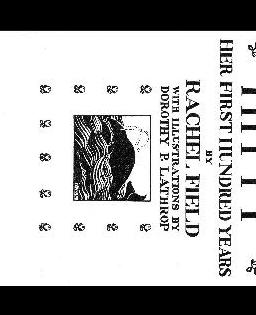 HER FIRST HUNDRED YEARS
BY
RACHEL FIELD
WITH ILLUSTRATIONS BY
DOROTHY P. LATHROP